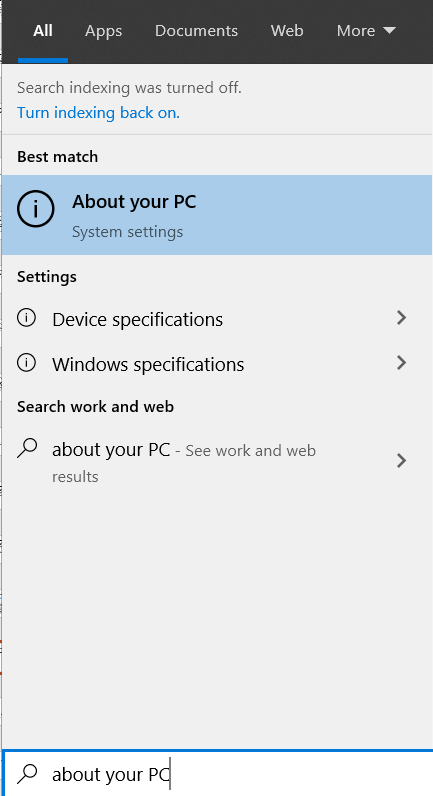 All Apps Documents Web More
Search indexing was turned off.
Turn indexing back on.
Best match
About your PC
System settings
Settings
Device specifications
Windows specifications
Search work and web
about your PC - See work and web
results
about your PC